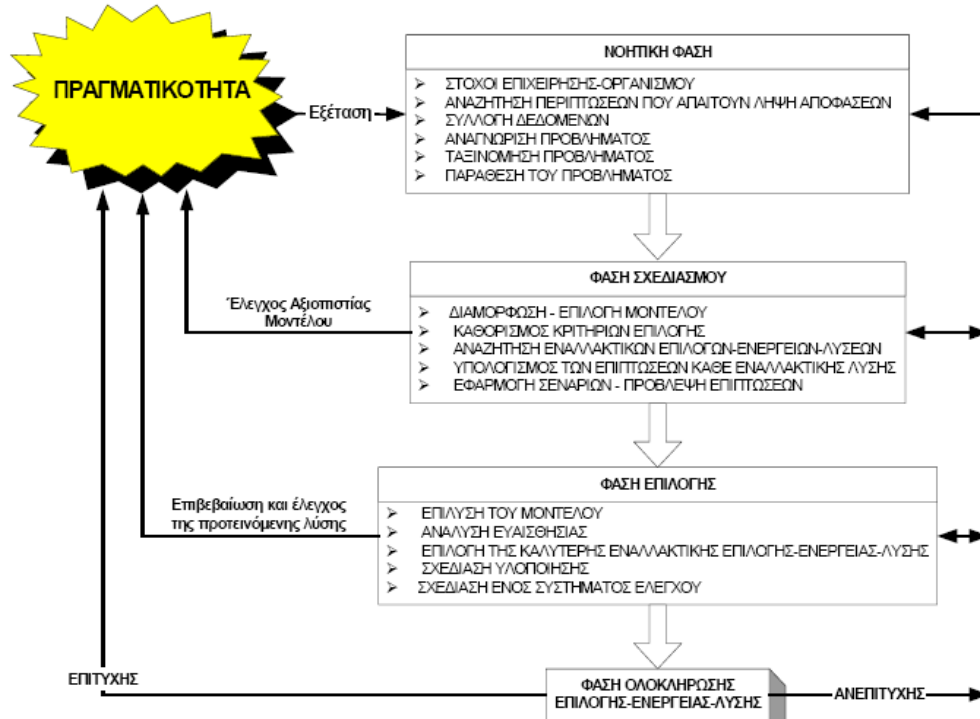 ΠΡΑΓΜΑΤΙΚΟΤΗΤΑ
Εξέταση
ΝΟΗΤΙΚΗ ΦΑΣΗ
ΣΤΟΧΟΙ ΕΠΙΧΕΙΡΗΣΗΣ-ΟΡΓΑΝΙΣΜΟΥ
ΑΝΑΖΗΤΗΣΗ ΠΕΡΙΠΤΩΣΕΩΝ ΠΟΥ ΑΠΑΙΤΟΥΝ ΛΗΨΗ ΑΠΟΦΑΣΕΩΝ
ΣΥΛΛΟΓΗ ΔΕΔΟΜΕΝΩΝ
ΑΝΑΓΝΩΡΙΣΗ ΠΡΟΒΛΗΜΑΤΟΣ
ΤΑΞΙΝΟΜΗΣΗ ΠΡΟΒΛΗΜΑΤΟΣ
ΠΑΡΑΘΕΣΗ ΤΟΥ ΠΡΟΒΛΗΜΑΤΟΣ
ΦΑΣΗ ΣΧΕΔΙΑΣΜΟΥ
ΔΙΑΜΟΡΦΩΣΗ - ΕΠΙΛΟΓΗ ΜΟΝΤΕΛΟΥ
ΚΑΘΟΡΙΣΜΟΣ ΚΡΙΤΗΡΙΩΝ ΕΠΙΛΟΓΗΣ
ΑΝΑΖΗΤΗΣΗ ΕΝΑΛΛΑΚΤΙΚΩΝ ΕΠΙΛΟΓΩΝ-ΕΝΕΡΓΕΙΩΝ-ΛΥΣΕΩΝ
ΥΠΟΛΟΓΙΣΜΟΣ ΤΩΝ ΕΠΙΠΤΩΣΕΩΝ ΚΑΘΕ ΕΝΑΛΛΑΚΤΙΚΗΣ ΛΥΣΗΣ
ΕΦΑΡΜΟΓΗ ΣΕΝΑΡΙΩΝ - ΠΡΟΒΛΕΨΗ ΕΠΙΠΤΩΣΕΩΝ
Έλεγχος Αξιοπιστίας
Μοντέλου
ΦΑΣΗ ΕΠΙΛΟΓΗΣ
ΕΠΙΛΥΣΗ ΤΟΥ ΜΟΝΤΕΛΟΥ
ΑΝΑΛΥΣΗ ΕΥΑΙΣΘΗΣΙΑΣ
ΕΠΙΛΟΓΗ ΤΗΣ ΚΑΛΥΤΕΡΗΣ ΕΝΑΛΛΑΚΤΙΚΗΣ ΕΠΙΛΟΓΗΣ-ΕΝΕΡΓΕΙΑΣ-ΛΥΣΗΣ
ΣΧΕΔΙΑΣΗ ΥΛΟΠΟΙΗΣΗΣ
ΣΧΕΔΙΑΣΗ ΕΝΟΣ ΣΥΣΤΗΜΑΤΟΣ ΕΛΕΓΧΟΥ
Επιβεβαίωση και έλεγχος
της προτεινόμενης λύσης
ΕΠΙΤΥΧΗΣ
ΦΑΣΗ ΟΛΟΚΛΗΡΩΣΗΣ
ΕΠΙΛΟΓΗΣ-ΕΝΕΡΓΕΙΑΣ-ΛΥΣΗΣ
ΑΝΕΠΙΤΥΧΗΣ